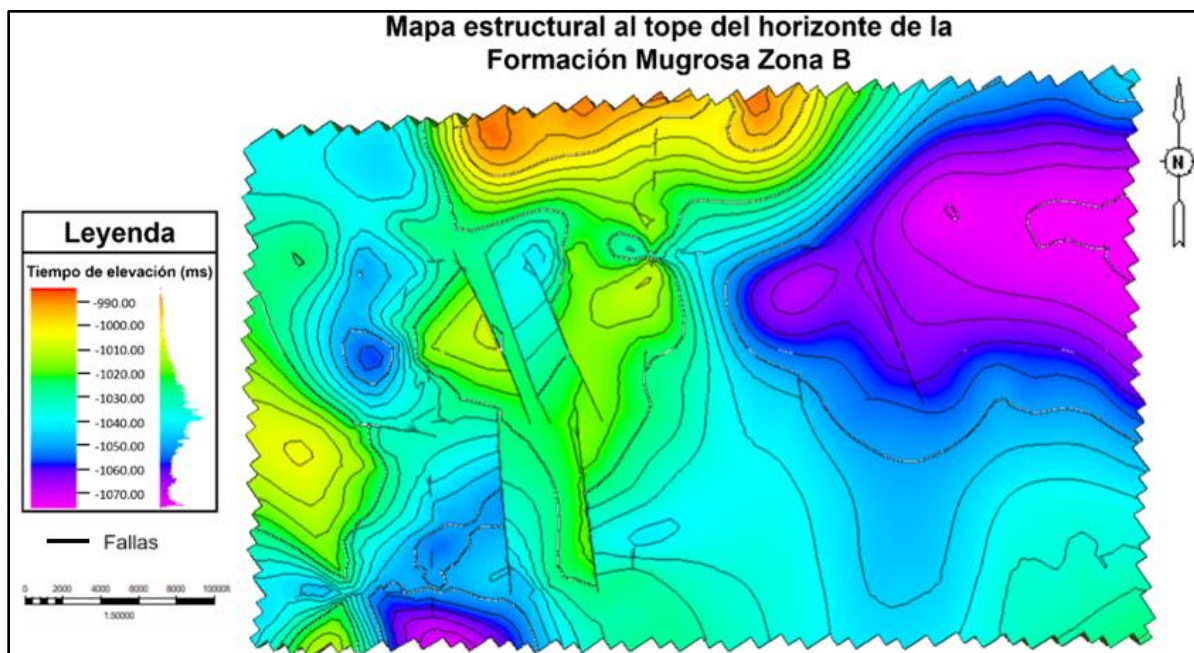 Mapa estructural al tope del horizonte de la
Formación Mugrosa Zona B
N
Leyenda
Tiempo de elevación (ms)
-990.00
-1000.00
-1010.00
-1020.00
-1030.00
-1040.00
-1050.00
-1060.00
-1070.00
Fallas
0 2000 4000 6000 8000 10000ft
1:50000